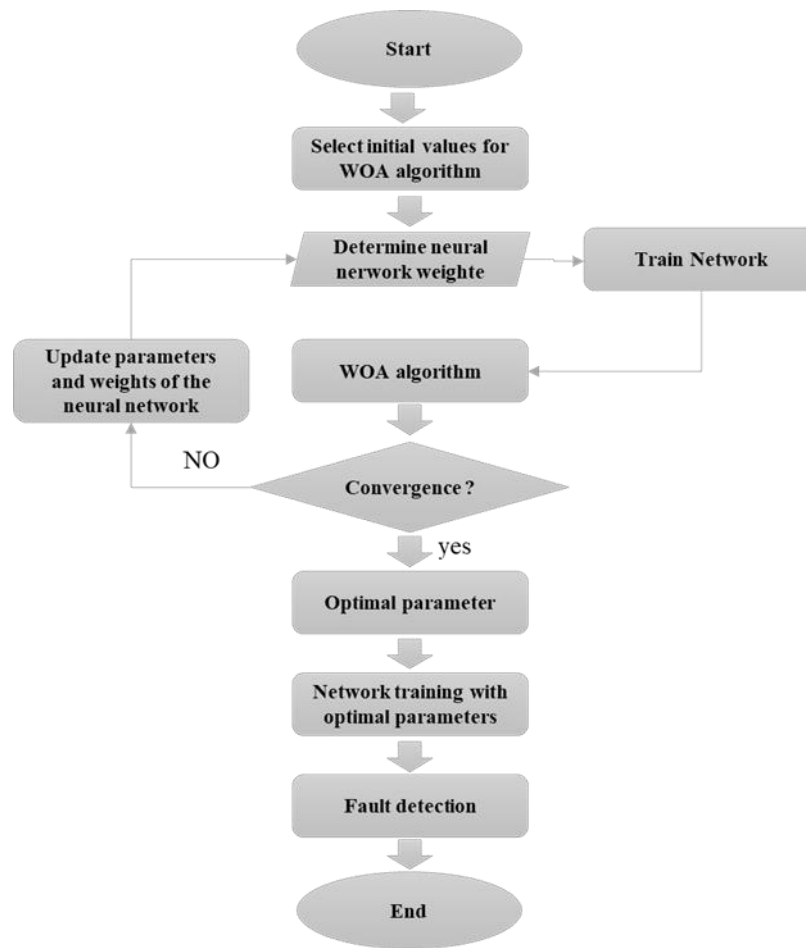 Start
Select initial values for
WOA algorithm
Determine neural
nerwork weighte
Train Network
Update parameters
and weights of the
neural network
WOA algorithm
NO
Convergence ?
yes
Optimal parameter
Network training with
optimal parameters
Fault detection
End